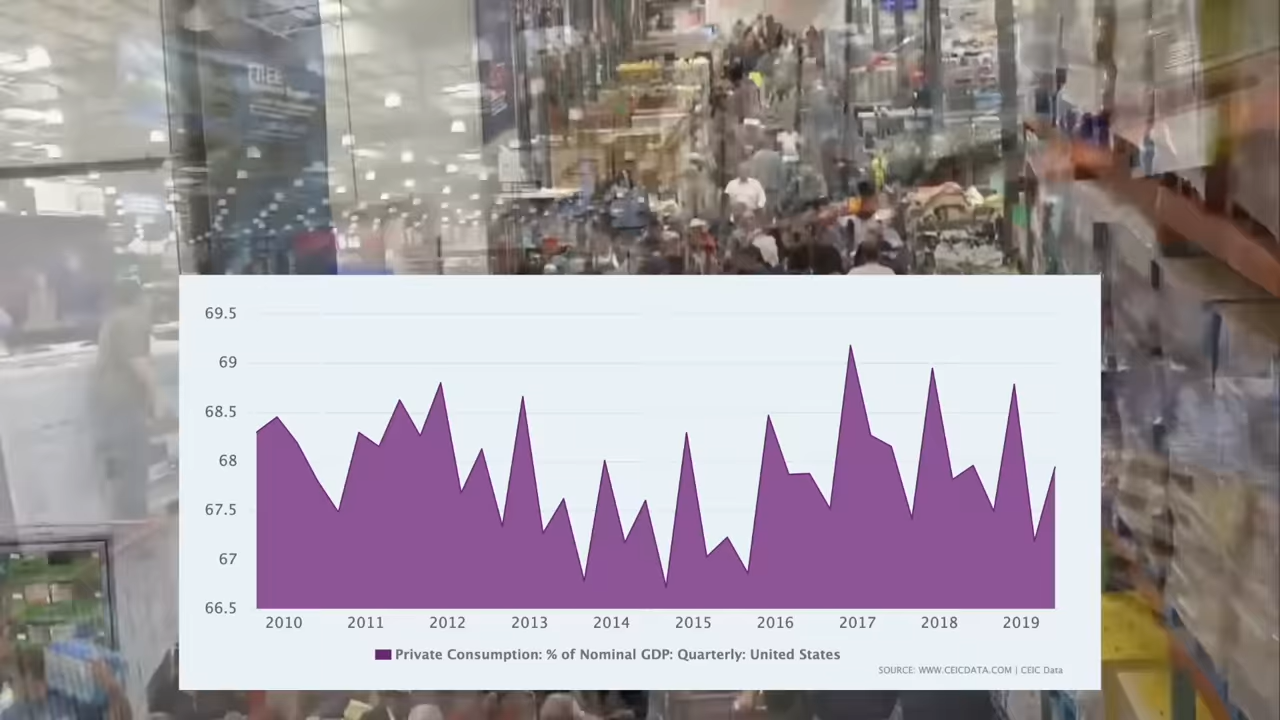 69.5
69
68.5
68
67.5
67
66.5
2010 2011 2012 2013 2014 2015 2016 2017 2018 2019
Private Consumption: % of Nominal GDP: Quarterly: United States
SOURCE: WWW.CEICDATA.COM | CEIC Data